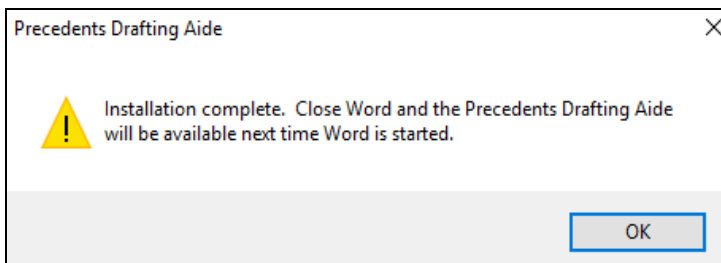 Precedents Drafting Aide
Installation complete.  Close Word and the Precedents Drafting Aide
will be available next time Word is started.
OK